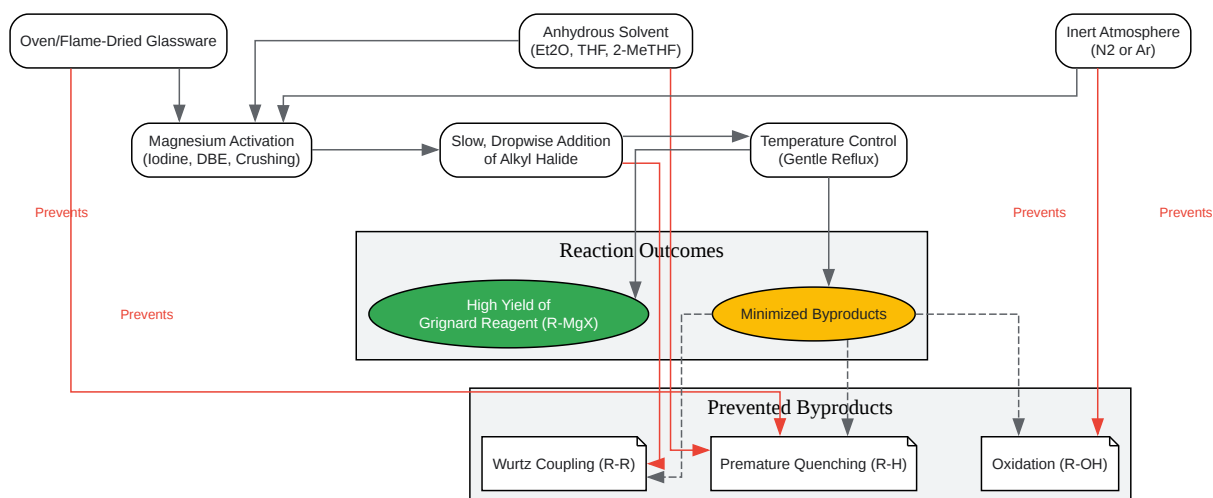 Oven/Flame-Dried Glassware
Anhydrous Solvent
(Et2O, THF, 2-MeTHF)
Inert Atmosphere
(N2 or Ar)
Magnesium Activation
(Iodine, DBE, Crushing)
Slow, Dropwise Addition
of Alkyl Halide
Temperature Control
(Gentle Reflux)
Prevents
Prevents
Prevents
Reaction Outcomes
High Yield of
Grignard Reagent (R-MgX)
Minimized Byproducts
Prevents
Prevented Byproducts
Wurtz Coupling (R-R)
Premature Quenching (R-H)
Oxidation (R-OH)